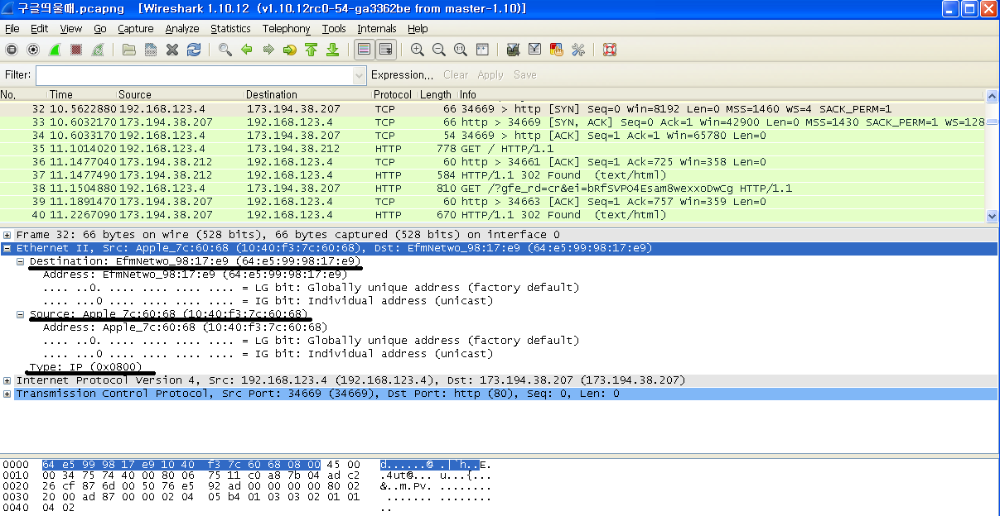 구글띄울때.pcapng [Wireshark 1.10.12 (v1.10.12rc0-54-ga3362be from master-1.10)]
File Edit View Go Capture Analyze Statistics Telephony Tools Internals Help
Filter: Expression... Clear Apply Save
No. Time Source Destination Protocol Length Info
32 10.5622880 192.168.123.4 173.194.38.207 TCP 66 34669 > http [SYN] Seq=0 Win=8192 Len=0 MSS=1460 WS=4 SACK_PERM=1
33 10.6032170 173.194.38.207 192.168.123.4 TCP 66 http > 34669 [SYN, ACK] Seq=0 Ack=1 Win=42900 Len=0 MSS=1430 SACK_PERM=1 WS=128
34 10.6033170 192.168.123.4 173.194.38.207 TCP 54 34669 > http [ACK] Seq=1 Ack=1 Win=65780 Len=0
35 11.1014020 192.168.123.4 173.194.38.212 HTTP 778 GET / HTTP/1.1
36 11.1477040 173.194.38.212 192.168.123.4 TCP 60 http > 34661 [ACK] Seq=1 Ack=725 Win=358 Len=0
37 11.1477490 173.194.38.212 192.168.123.4 HTTP 584 HTTP/1.1 302 Found (text/html)
38 11.1504880 192.168.123.4 173.194.38.207 HTTP 810 GET /?gfe_rd=cr&ei=bRfSVPO4Esam8wexxoDwCg HTTP/1.1
39 11.1891470 173.194.38.207 192.168.123.4 TCP 60 http > 34663 [ACK] Seq=1 Ack=757 Win=359 Len=0
40 11.2267090 173.194.38.207 192.168.123.4 HTTP 670 HTTP/1.1 302 Found (text/html)
Frame 32: 66 bytes on wire (528 bits), 66 bytes captured (528 bits) on interface 0
Ethernet II, Src: Apple_7c:60:68 (10:40:f3:7c:60:68), Dst: EfmNetwo_98:17:e9 (64:e5:99:98:17:e9)
Destination: EfmNetwo_98:17:e9 (64:e5:99:98:17:e9)
Address: EfmNetwo_98:17:e9 (64:e5:99:98:17:e9)
.... ..0. .... .... .... .... = LG bit: Globally unique address (factory default)
.... ...0 .... .... .... .... = IG bit: Individual address (unicast)
Source: Apple_7c:60:68 (10:40:f3:7c:60:68)
Address: Apple_7c:60:68 (10:40:f3:7c:60:68)
.... ..0. .... .... .... .... = LG bit: Globally unique address (factory default)
.... ...0 .... .... .... .... = IG bit: Individual address (unicast)
Type: IP (0x0800)
Internet Protocol Version 4, Src: 192.168.123.4 (192.168.123.4), Dst: 173.194.38.207 (173.194.38.207)
Transmission Control Protocol, Src Port: 34669 (34669), Dst Port: http (80), Seq: 0, Len: 0
0000 64 e5 99 98 17 e9 10 40 f3 7c 60 68 08 00 45 00 d......@ .|`h..E.
0010 00 34 75 74 40 00 80 06 75 11 c0 a8 7b 04 ad c2 .4ut@... u...{...
0020 26 cf 87 6d 00 50 76 e5 92 ad 00 00 00 00 80 02 &..m.Pv. ........
0030 20 00 ad 87 00 00 02 04 05 b4 01 03 03 02 01 01  ....... ........
0040 04 02 ..